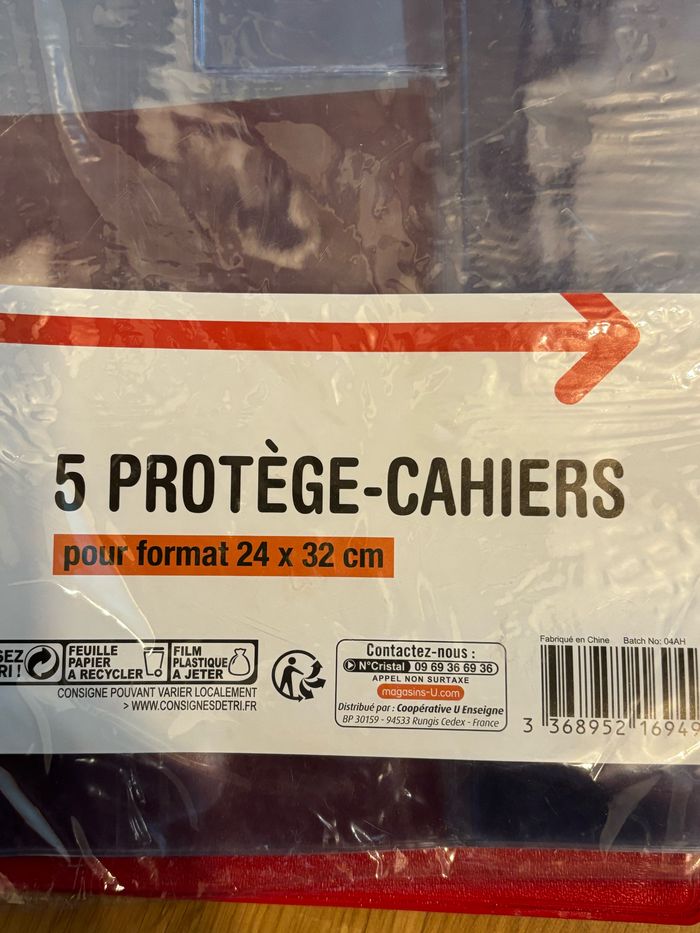 5 PROTÈGE-CAHIERS
pour format 24 x 32 cm
FEUILLE
PAPIER
A RECYCLER
FILM
PLASTIQUE
À JETER
CONSIGNE POUVANT VARIER LOCALEMENT
> WWW.CONSIGNESDETRI.FR
Contactez-nous :
N°Cristal 09 69 36 69 36
APPEL NON SURTAXE
magasins-U.com
Distribué par : Coopérative U Enseigne
BP 30159 - 94533 Rungis Cedex - France
Fabriqué en Chine Batch No: 04AH
3 368952 16949